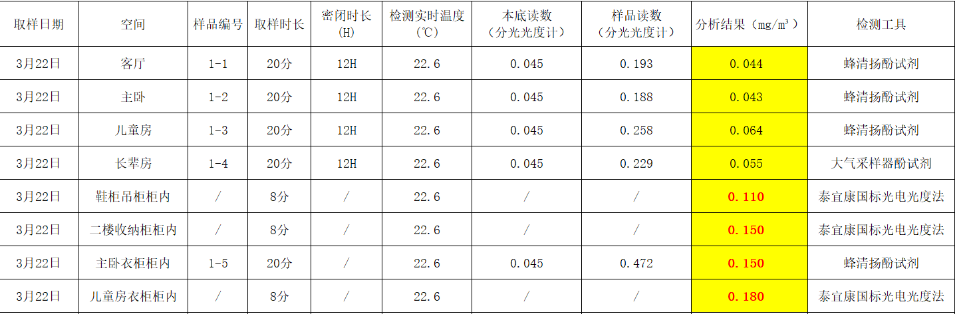 取样日期 空间 样品编号 取样时长 密闭时长(H) 检测实时温度(℃) 本底读数(分光光度计) 样品读数(分光光度计) 分析结果（mg/m³） 检测工具
3月22日 客厅 1-1 20分 12H 22.6 0.045 0.193 0.044 蜂清扬酚试剂
3月22日 主卧 1-2 20分 12H 22.6 0.045 0.188 0.043 蜂清扬酚试剂
3月22日 儿童房 1-3 20分 12H 22.6 0.045 0.258 0.064 蜂清扬酚试剂
3月22日 长辈房 1-4 20分 12H 22.6 0.045 0.229 0.055 大气采样器酚试剂
3月22日 鞋柜吊柜柜内 / 8分 / 22.6 / / 0.110 泰宜康国标光电光度法
3月22日 二楼收纳柜柜内 / 8分 / 22.6 / / 0.150 泰宜康国标光电光度法
3月22日 主卧衣柜柜内 1-5 20分 / 22.6 0.045 0.472 0.150 蜂清扬酚试剂
3月22日 儿童房衣柜柜内 / 8分 / 22.6 / / 0.180 泰宜康国标光电光度法